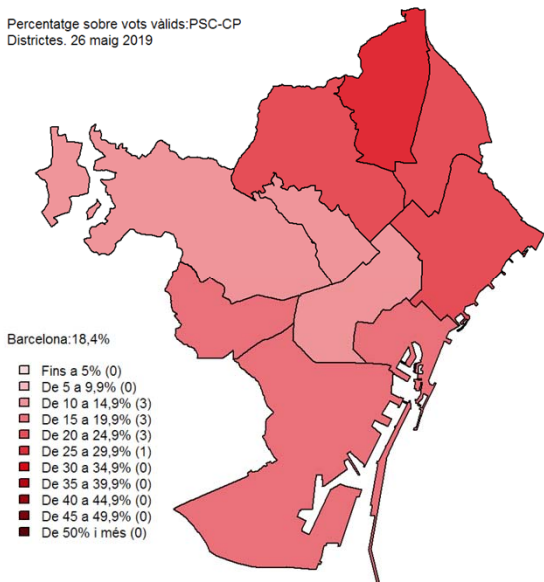 Percentatge sobre vots vàlids:PSC-CP
Districtes. 26 maig 2019
Barcelona:18,4%
Fins a 5% (0)
De 5 a 9,9% (0)
De 10 a 14,9% (3)
De 15 a 19,9% (3)
De 20 a 24,9% (3)
De 25 a 29,9% (1)
De 30 a 34,9% (0)
De 35 a 39,9% (0)
De 40 a 44,9% (0)
De 45 a 49,9% (0)
De 50% i més (0)